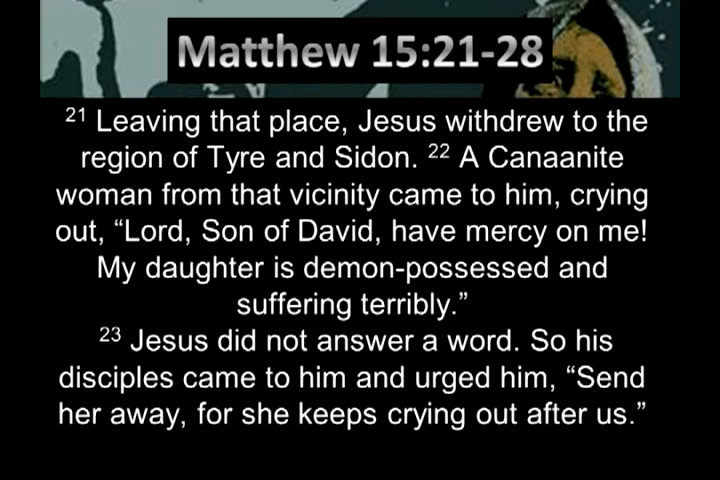 Matthew 15:21-28
21 Leaving that place, Jesus withdrew to the
region of Tyre and Sidon. 22 A Canaanite
woman from that vicinity came to him, crying
out, “Lord, Son of David, have mercy on me!
My daughter is demon-possessed and
suffering terribly.”
23 Jesus did not answer a word. So his
disciples came to him and urged him, “Send
her away, for she keeps crying out after us.”